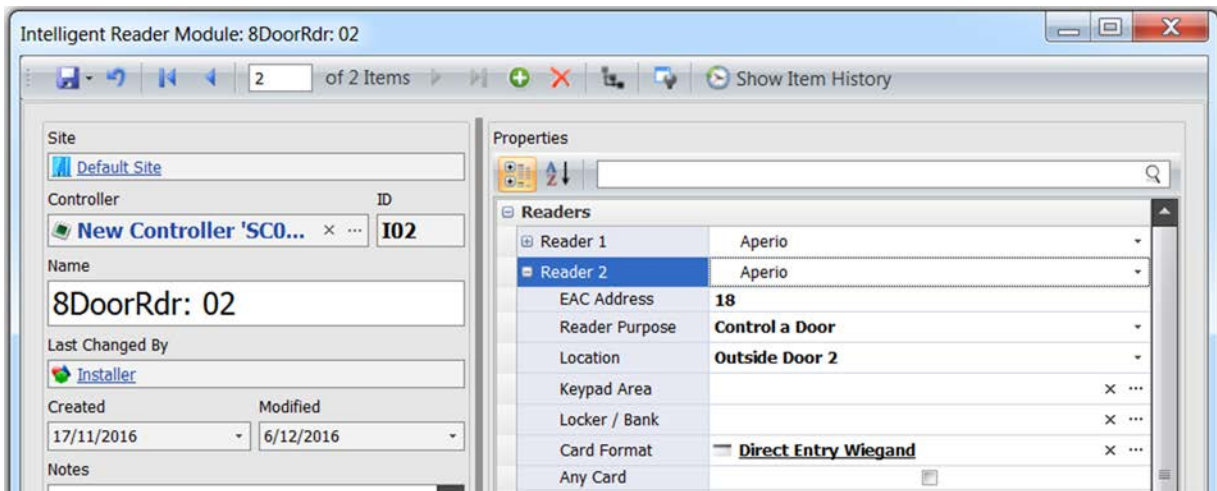 Intelligent Reader Module: 8DoorRdr: 02
2 of 2 Items Show Item History
Site
Default Site
Controller ID
New Controller 'SC0... × ··· I02
Name
8DoorRdr: 02
Last Changed By
Installer
Created Modified
17/11/2016 6/12/2016
Notes
Properties
Readers
Reader 1 Aperio
Reader 2 Aperio
EAC Address 18
Reader Purpose Control a Door
Location Outside Door 2
Keypad Area × ···
Locker / Bank × ···
Card Format Direct Entry Wiegand × ···
Any Card